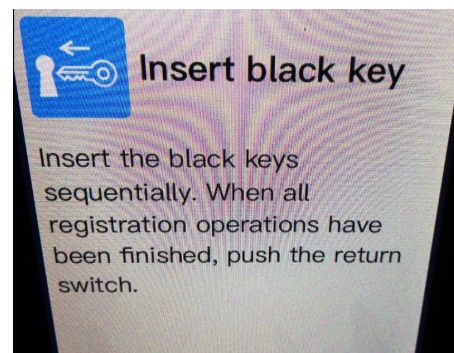 Insert black key
Insert the black keys
sequentially. When all
registration operations have
been finished, push the return
switch.